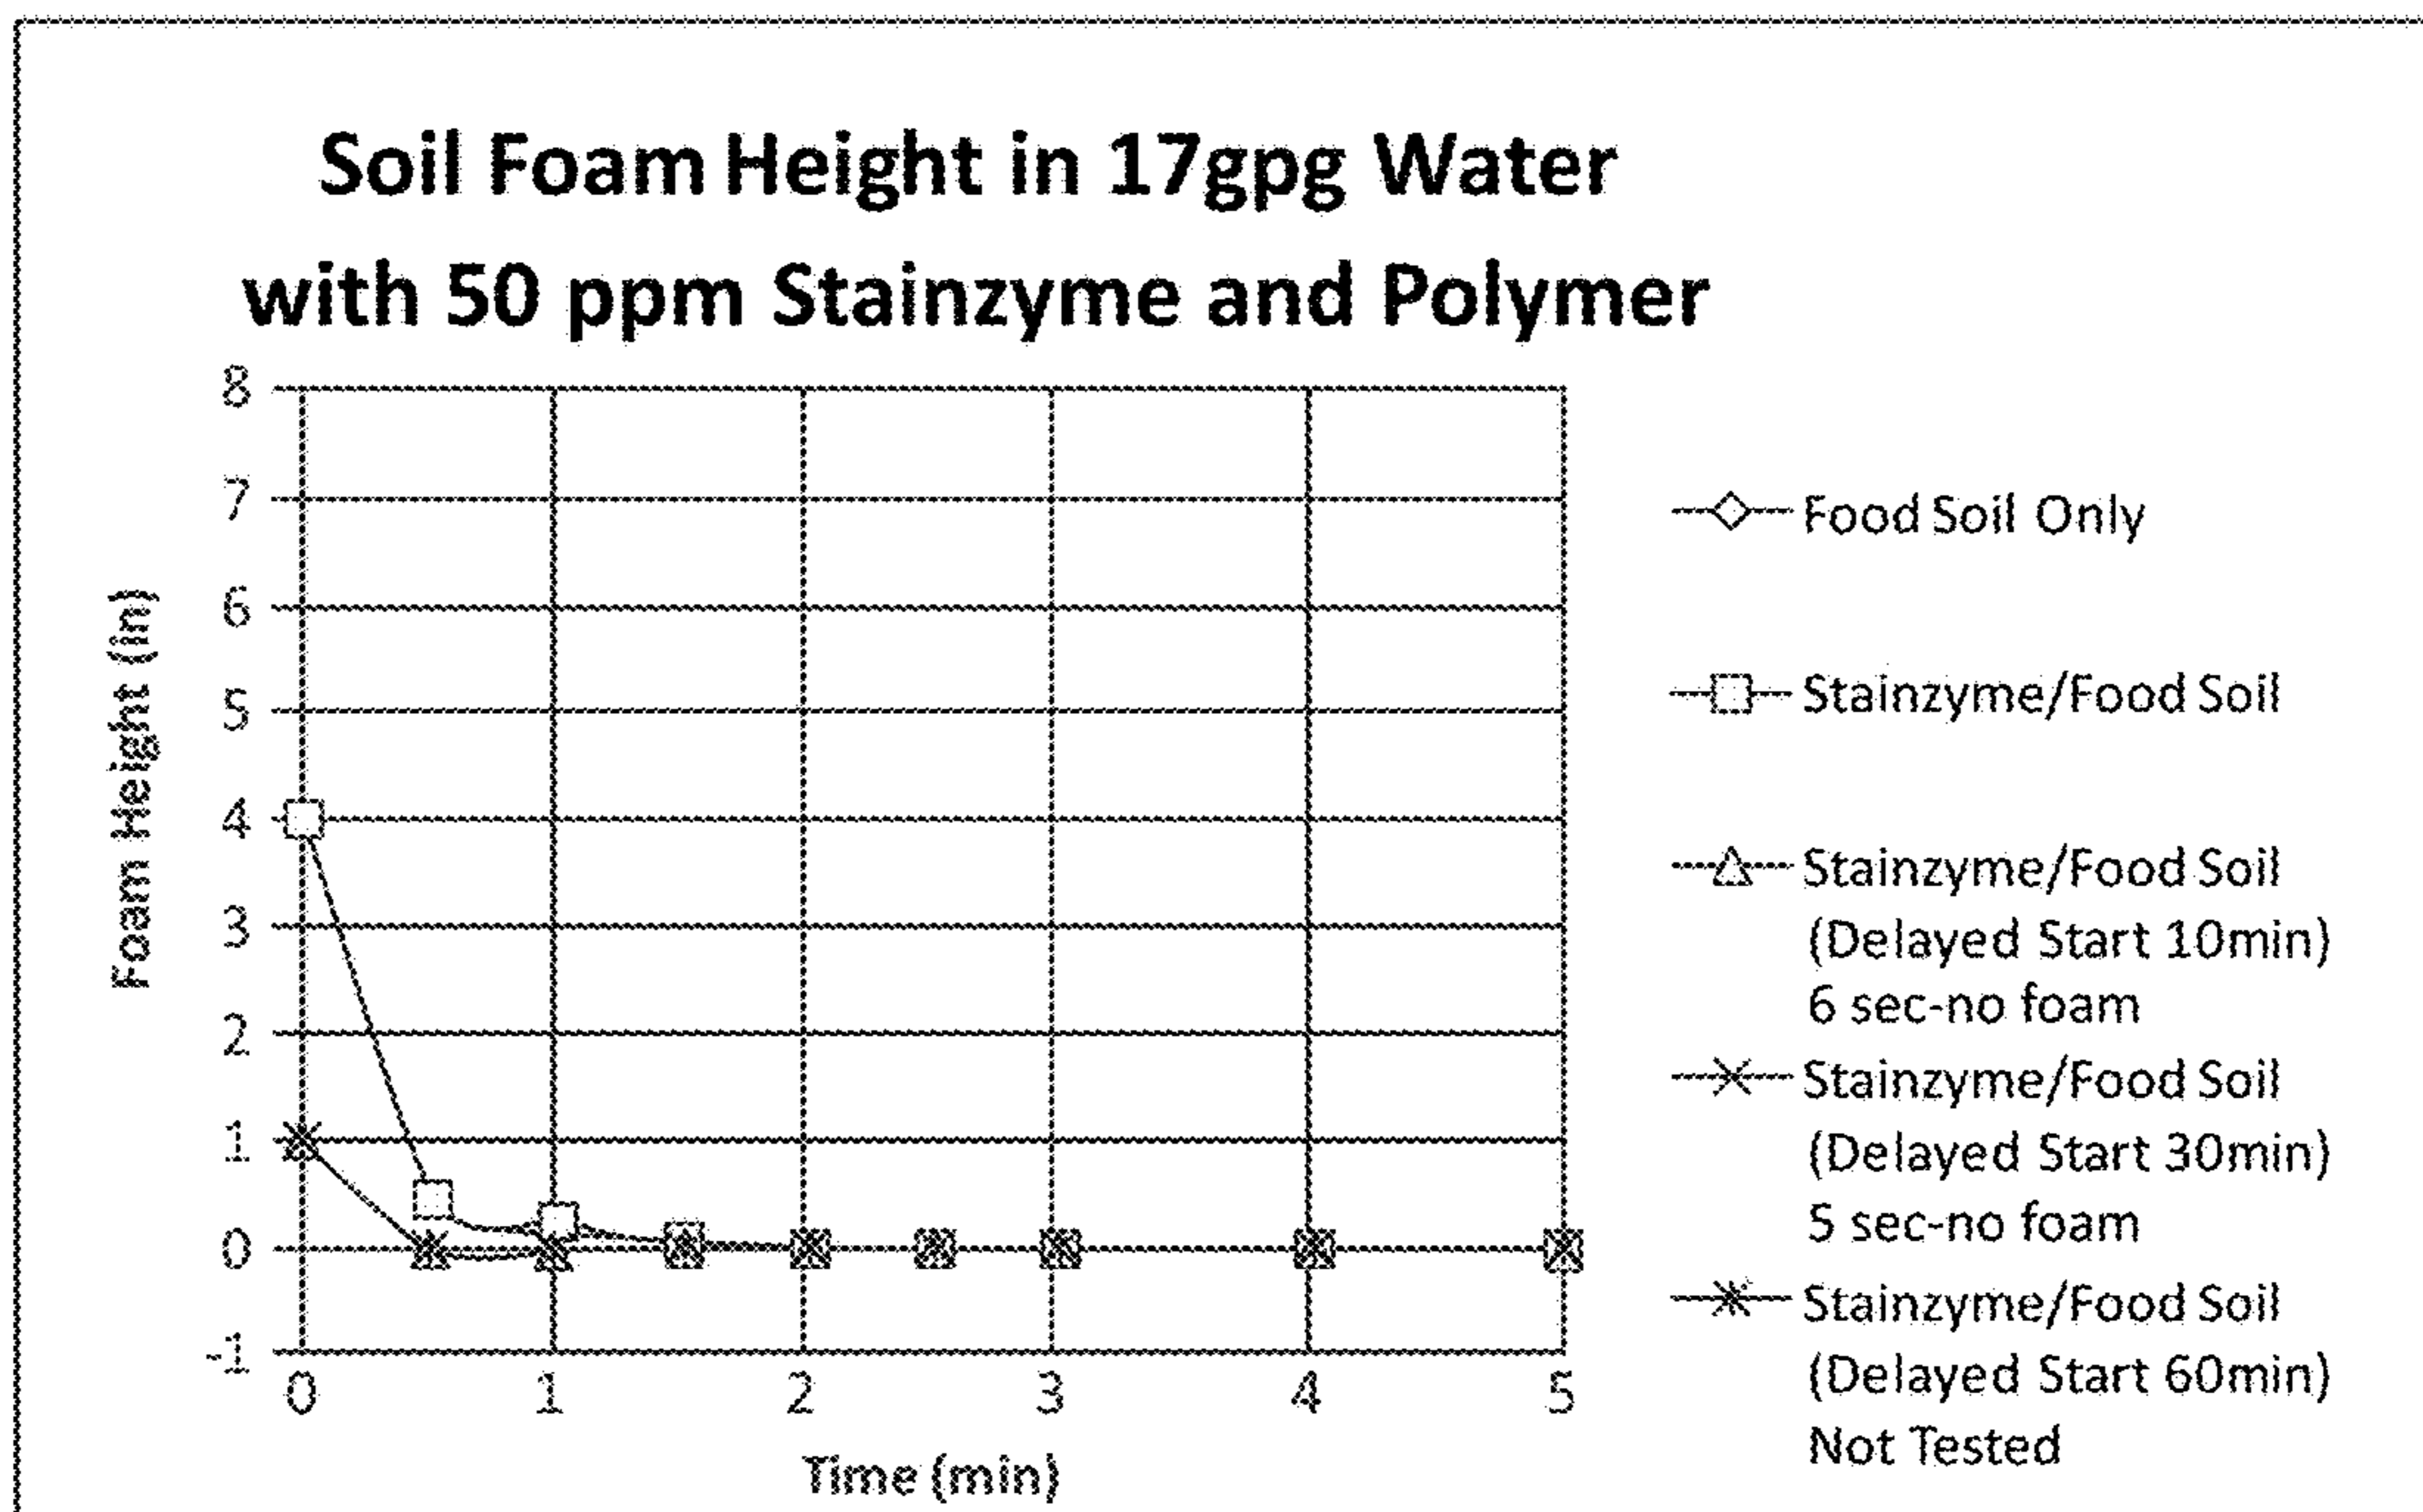 Soil Foam Height in 17gpg Water
with 50 ppm Stainzyme and Polymer
Foam Height (in)
8
7
6
5
4
3
2
1
0
-1
0 1 2 3 4 5
Time (min)
Food Soil Only
Stainzyme/Food Soil
Stainzyme/Food Soil
(Delayed Start 10min)
6 sec-no foam
Stainzyme/Food Soil
(Delayed Start 30min)
5 sec-no foam
Stainzyme/Food Soil
(Delayed Start 60min)
Not Tested